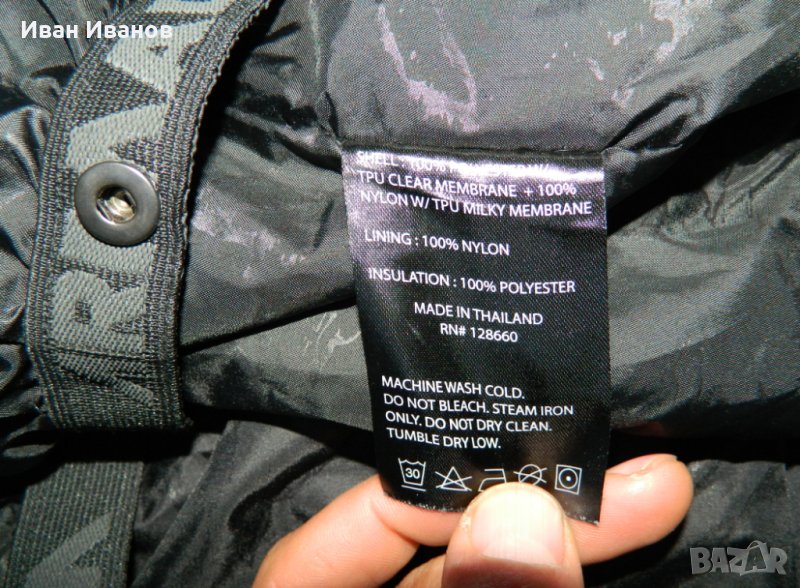 Иван Иванов
SHELL : 100%
TPU CLEAR MEMBRANE + 100%
NYLON W/ TPU MILKY MEMBRANE
LINING : 100% NYLON
INSULATION : 100% POLYESTER
MADE IN THAILAND
RN# 128660
MACHINE WASH COLD.
DO NOT BLEACH. STEAM IRON
ONLY. DO NOT DRY CLEAN.
TUMBLE DRY LOW.
30
BAZAR